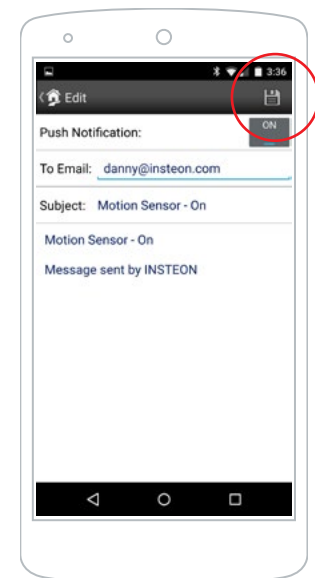 3:36
Edit
Push Notification:
ON
To Email: danny@insteon.com
Subject: Motion Sensor - On
Motion Sensor - On
Message sent by INSTEON